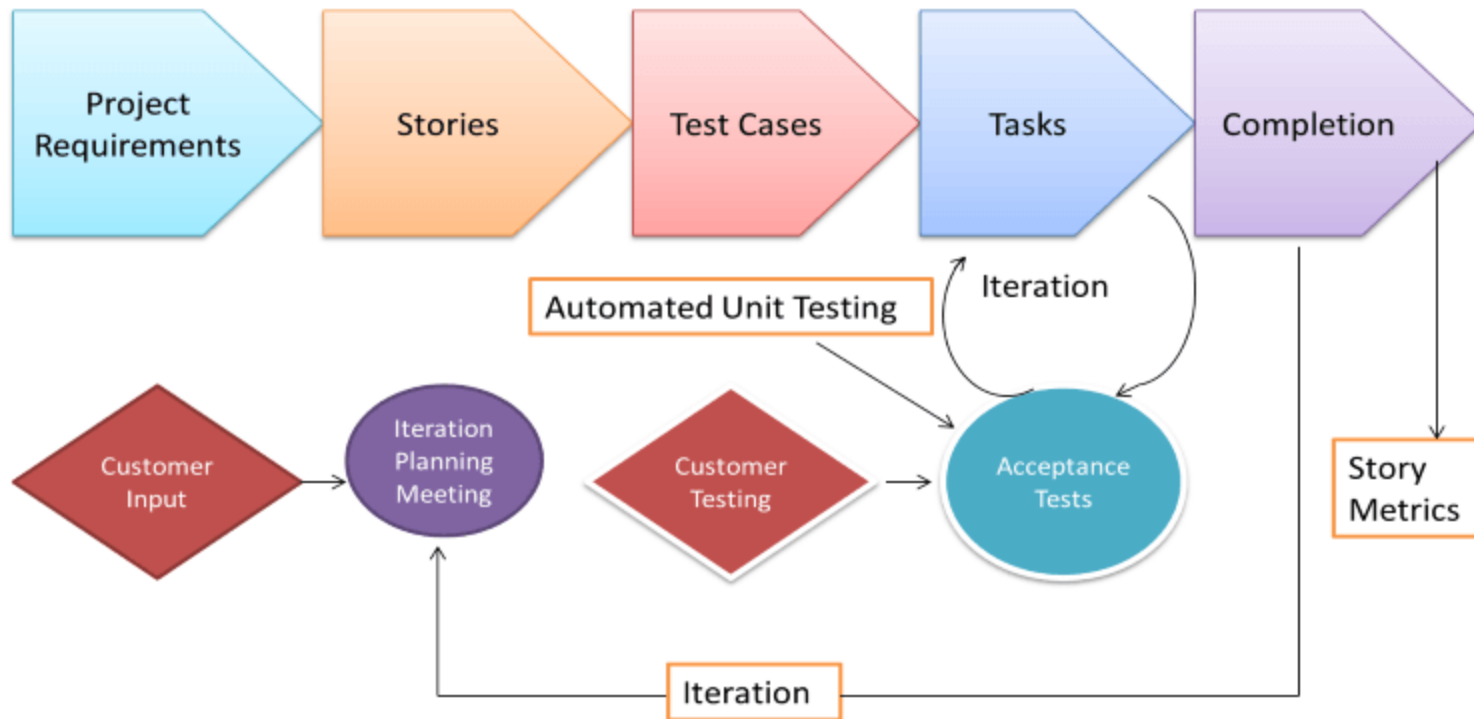 Project
Requirements
Stories
Test Cases
Tasks
Completion
Automated Unit Testing
Iteration
Customer
Input
Iteration
Planning
Meeting
Customer
Testing
Acceptance
Tests
Story
Metrics
Iteration